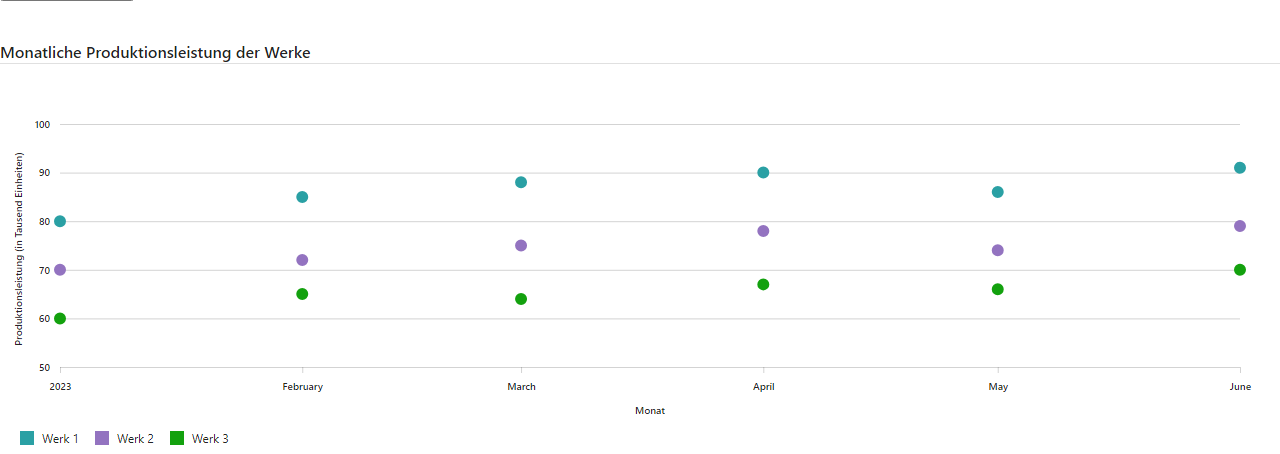 Monatliche Produktionsleistung der Werke
Produktionsleistung (in Tausend Einheiten)
100
90
80
70
60
50
2023 February March April May June
Monat
Werk 1 Werk 2 Werk 3